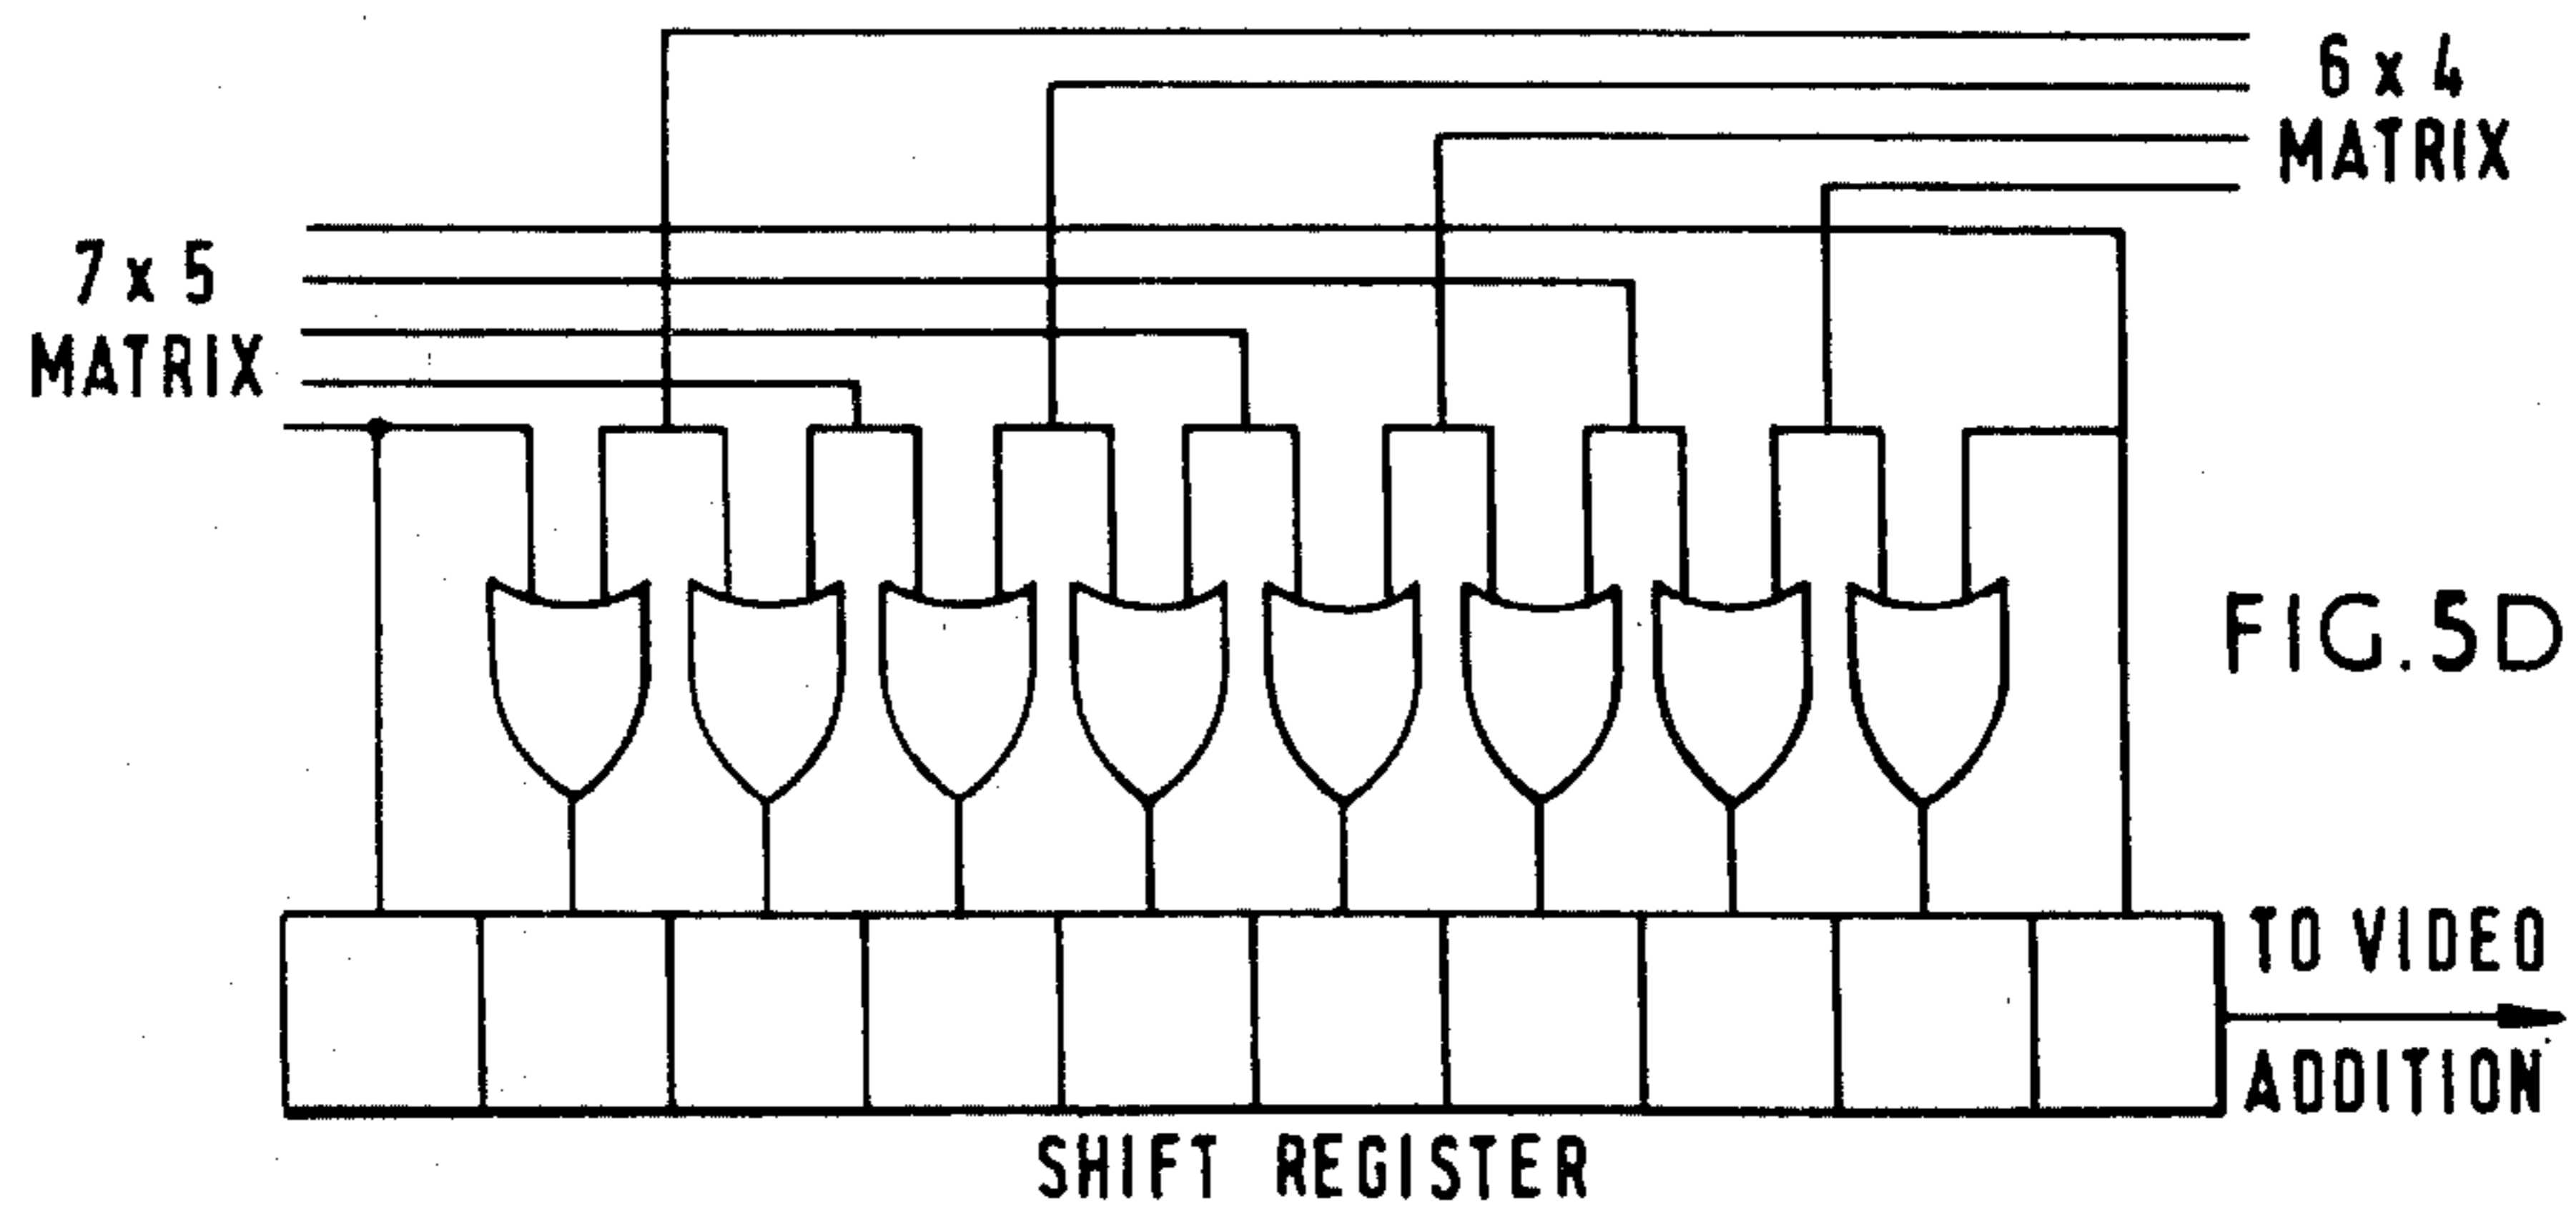 6 x 4
MATRIX
7 x 5
MATRIX
FIG. 5D
TO VIDEO
ADDITION
SHIFT REGISTER